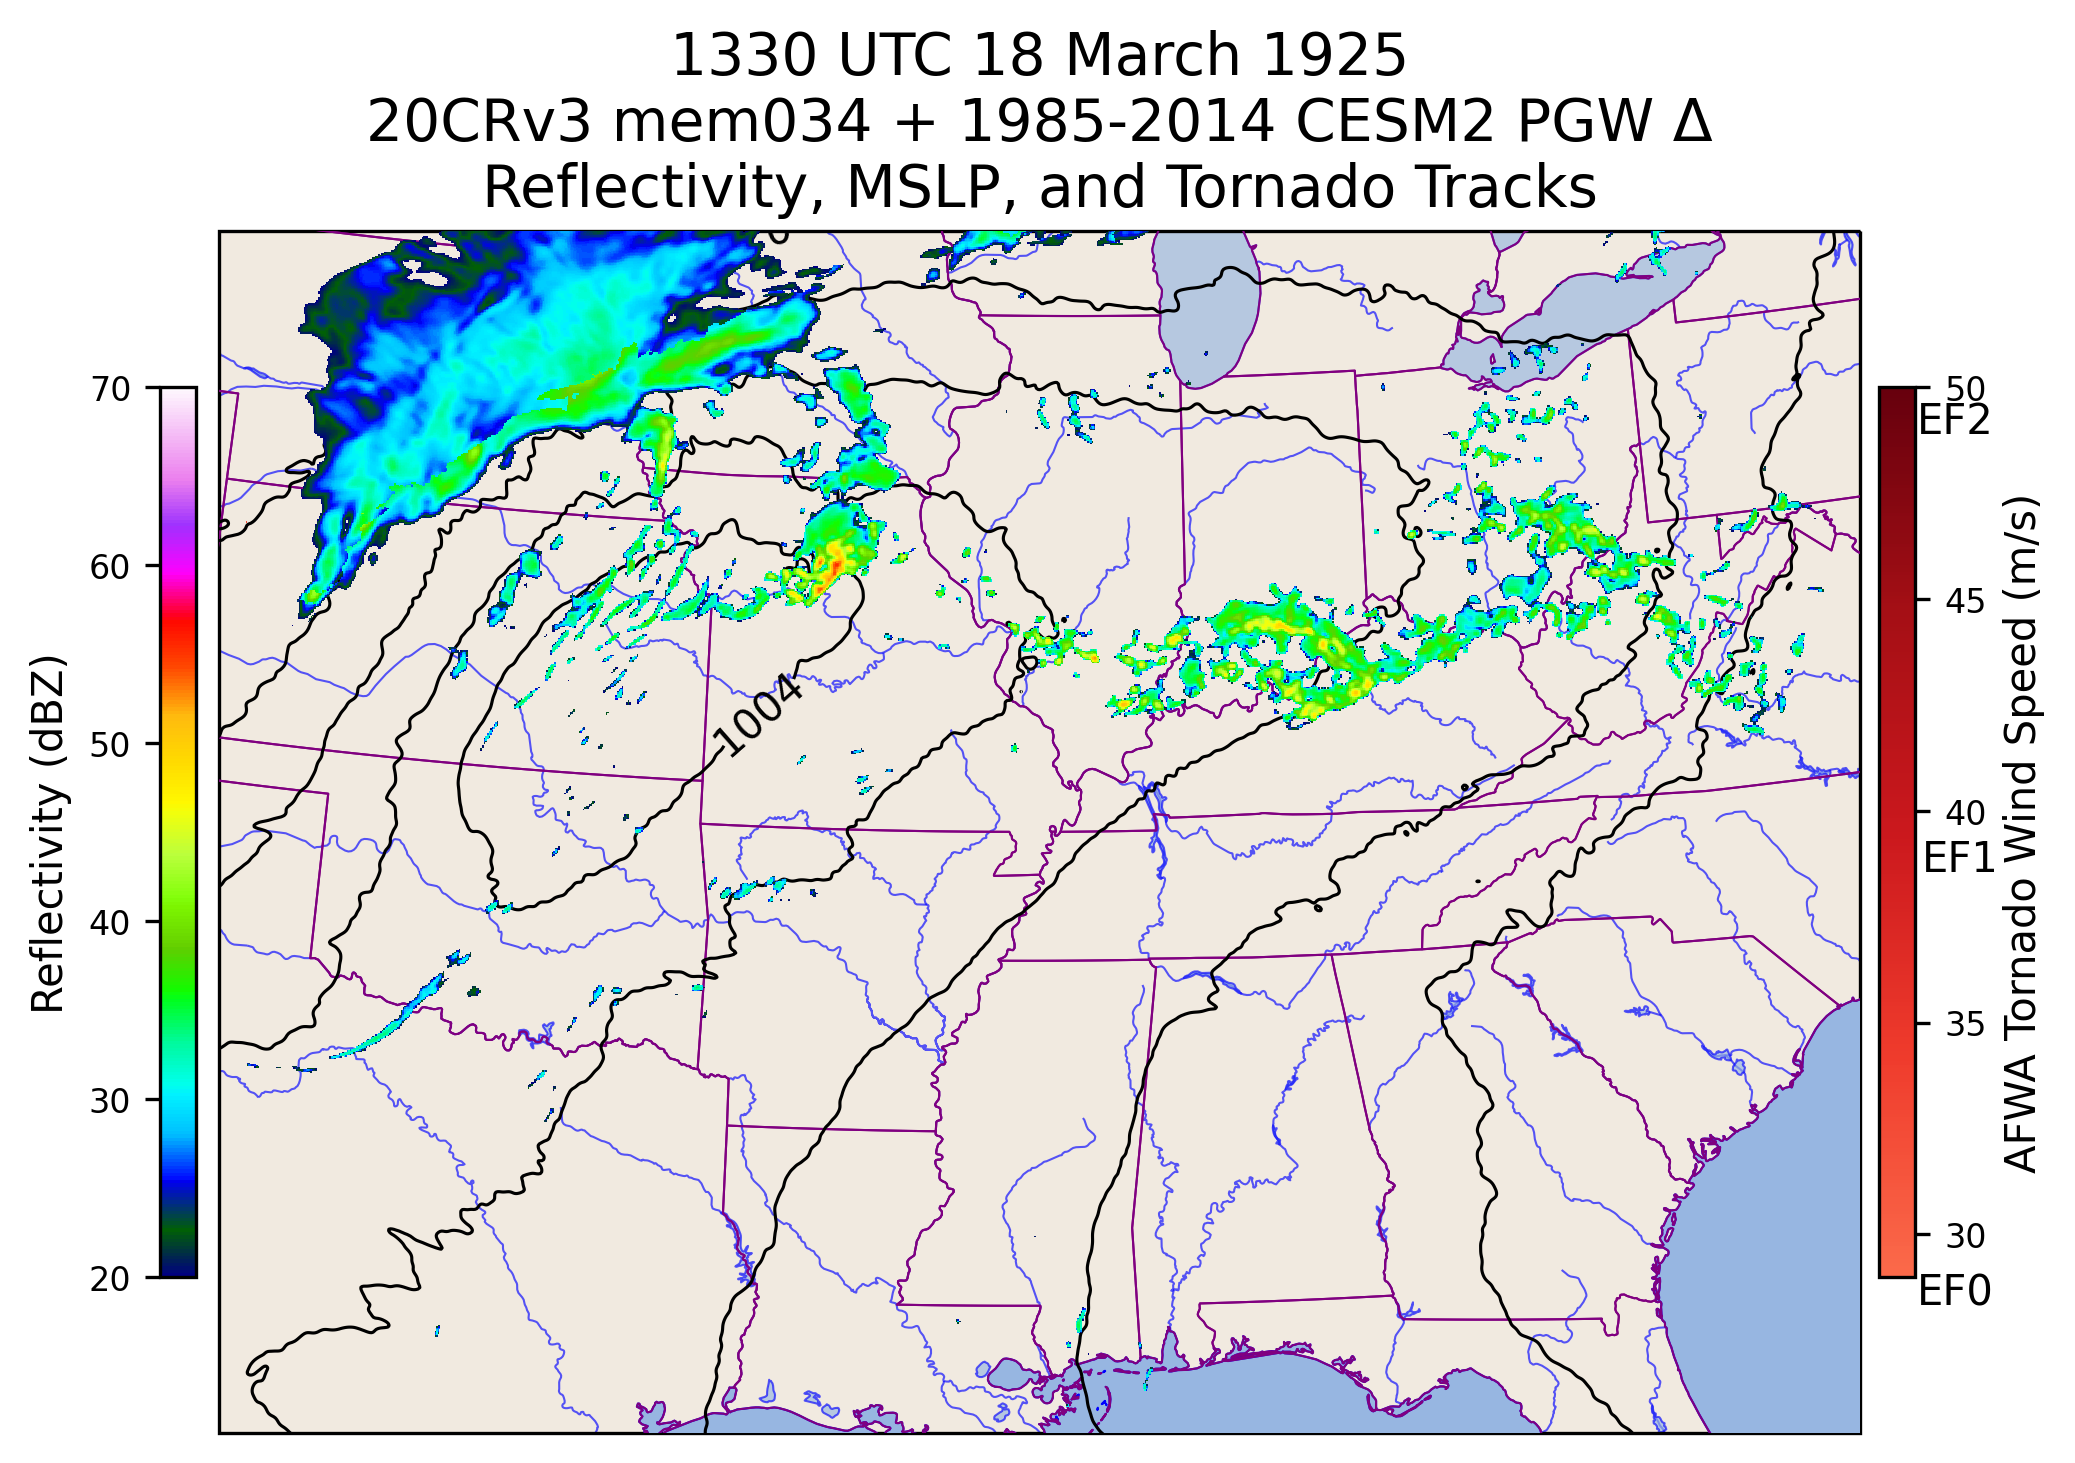 1330 UTC 18 March 1925
20CRv3 mem034 + 1985-2014 CESM2 PGW Δ
Reflectivity, MSLP, and Tornado Tracks
70
60
50
40
30
20
Reflectivity (dBZ)
1004
50
EF2
45
40
EF1
35
30
EF0
AFWA Tornado Wind Speed (m/s)